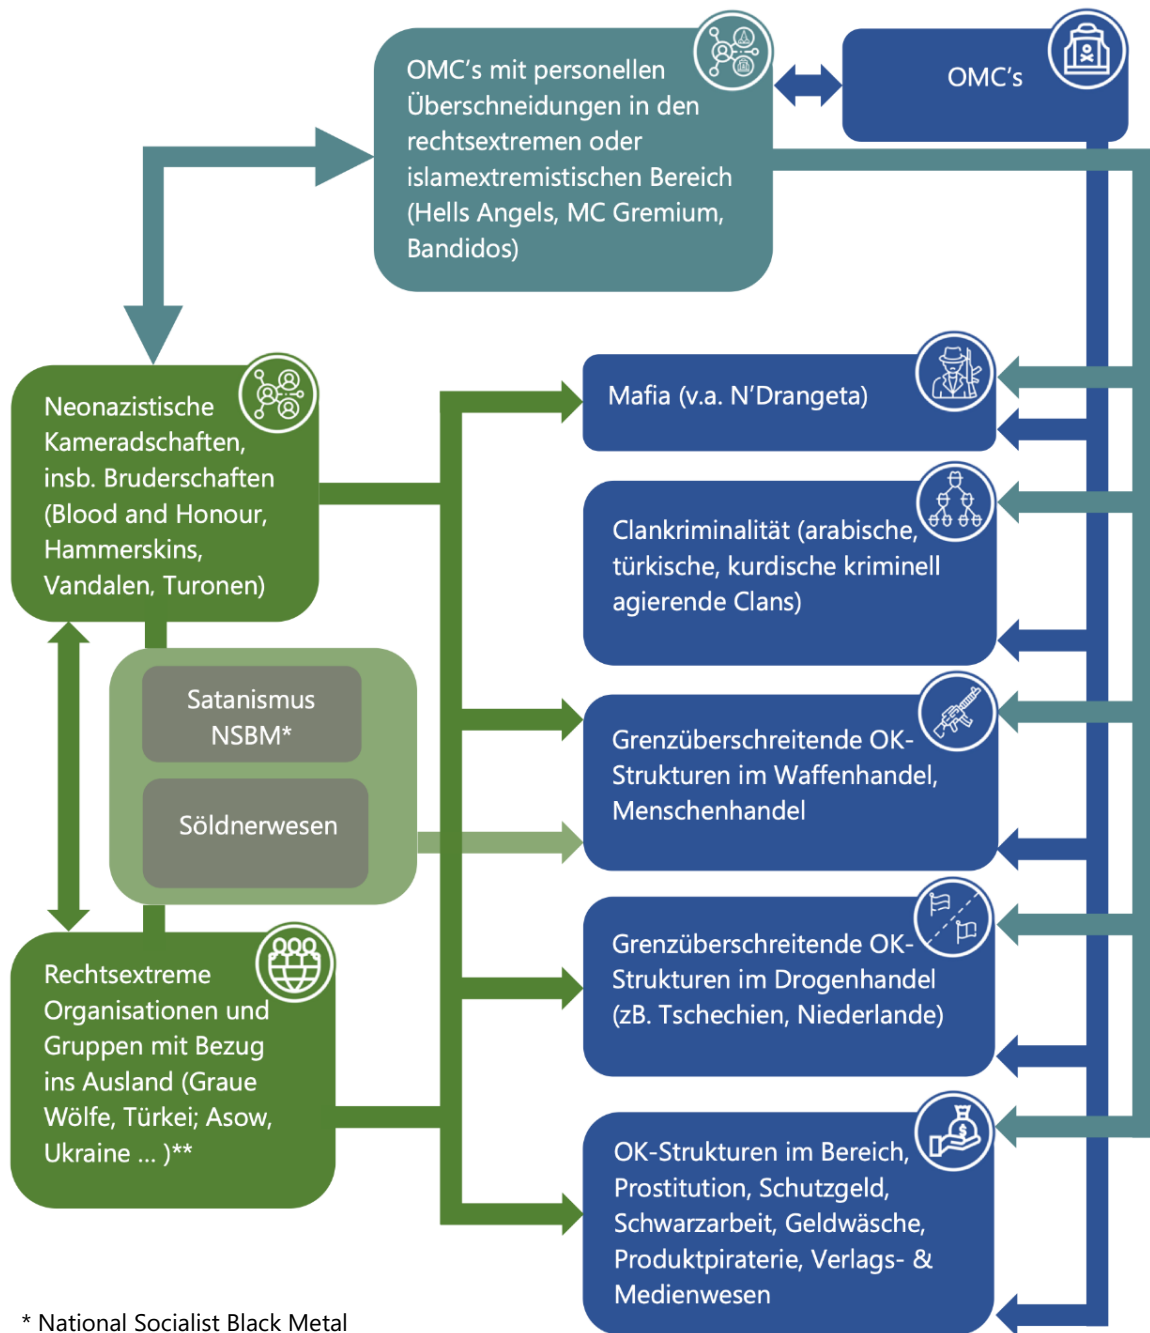 OMC's mit personellen
Überschneidungen in den
rechtsextremen oder
islamextremistischen Bereich
(Hells Angels, MC Gremium,
Bandidos)
OMC's
Neonazistische
Kameradschaften,
insb. Bruderschaften
(Blood and Honour,
Hammerskins,
Vandalen, Turonen)
Mafia (v.a. N'Drangeta)
Clankriminalität (arabische,
türkische, kurdische kriminell
agierende Clans)
Satanismus
NSBM*
Söldnerwesen
Grenzüberschreitende OK-
Strukturen im Waffenhandel,
Menschenhandel
Rechtsextreme
Organisationen und
Gruppen mit Bezug
ins Ausland (Graue
Wölfe, Türkei; Asow,
Ukraine ... )**
Grenzüberschreitende OK-
Strukturen im Drogenhandel
(zB. Tschechien, Niederlande)
OK-Strukturen im Bereich,
Prostitution, Schutzgeld,
Schwarzarbeit, Geldwäsche,
Produktpiraterie, Verlags- &
Medienwesen
* National Socialist Black Metal